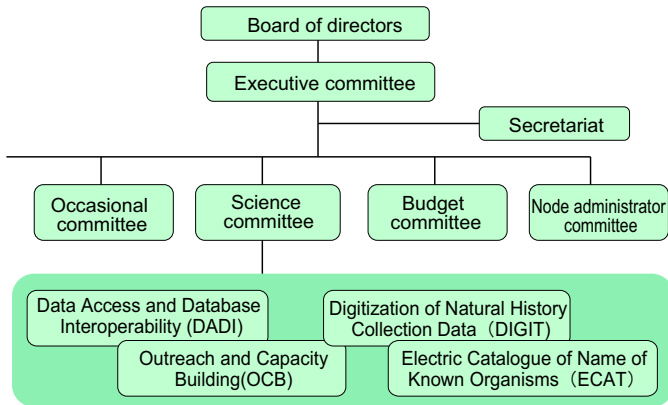 Board of directors
Executive committee
Secretariat
Occasional
committee
Science
committee
Budget
committee
Node administrator
committee
Data Access and Database
Interoperability (DADI)
Digitization of Natural History
Collection Data（DIGIT)
Outreach and Capacity
Building(OCB)
Electric Catalogue of Name of
Known Organisms（ECAT）